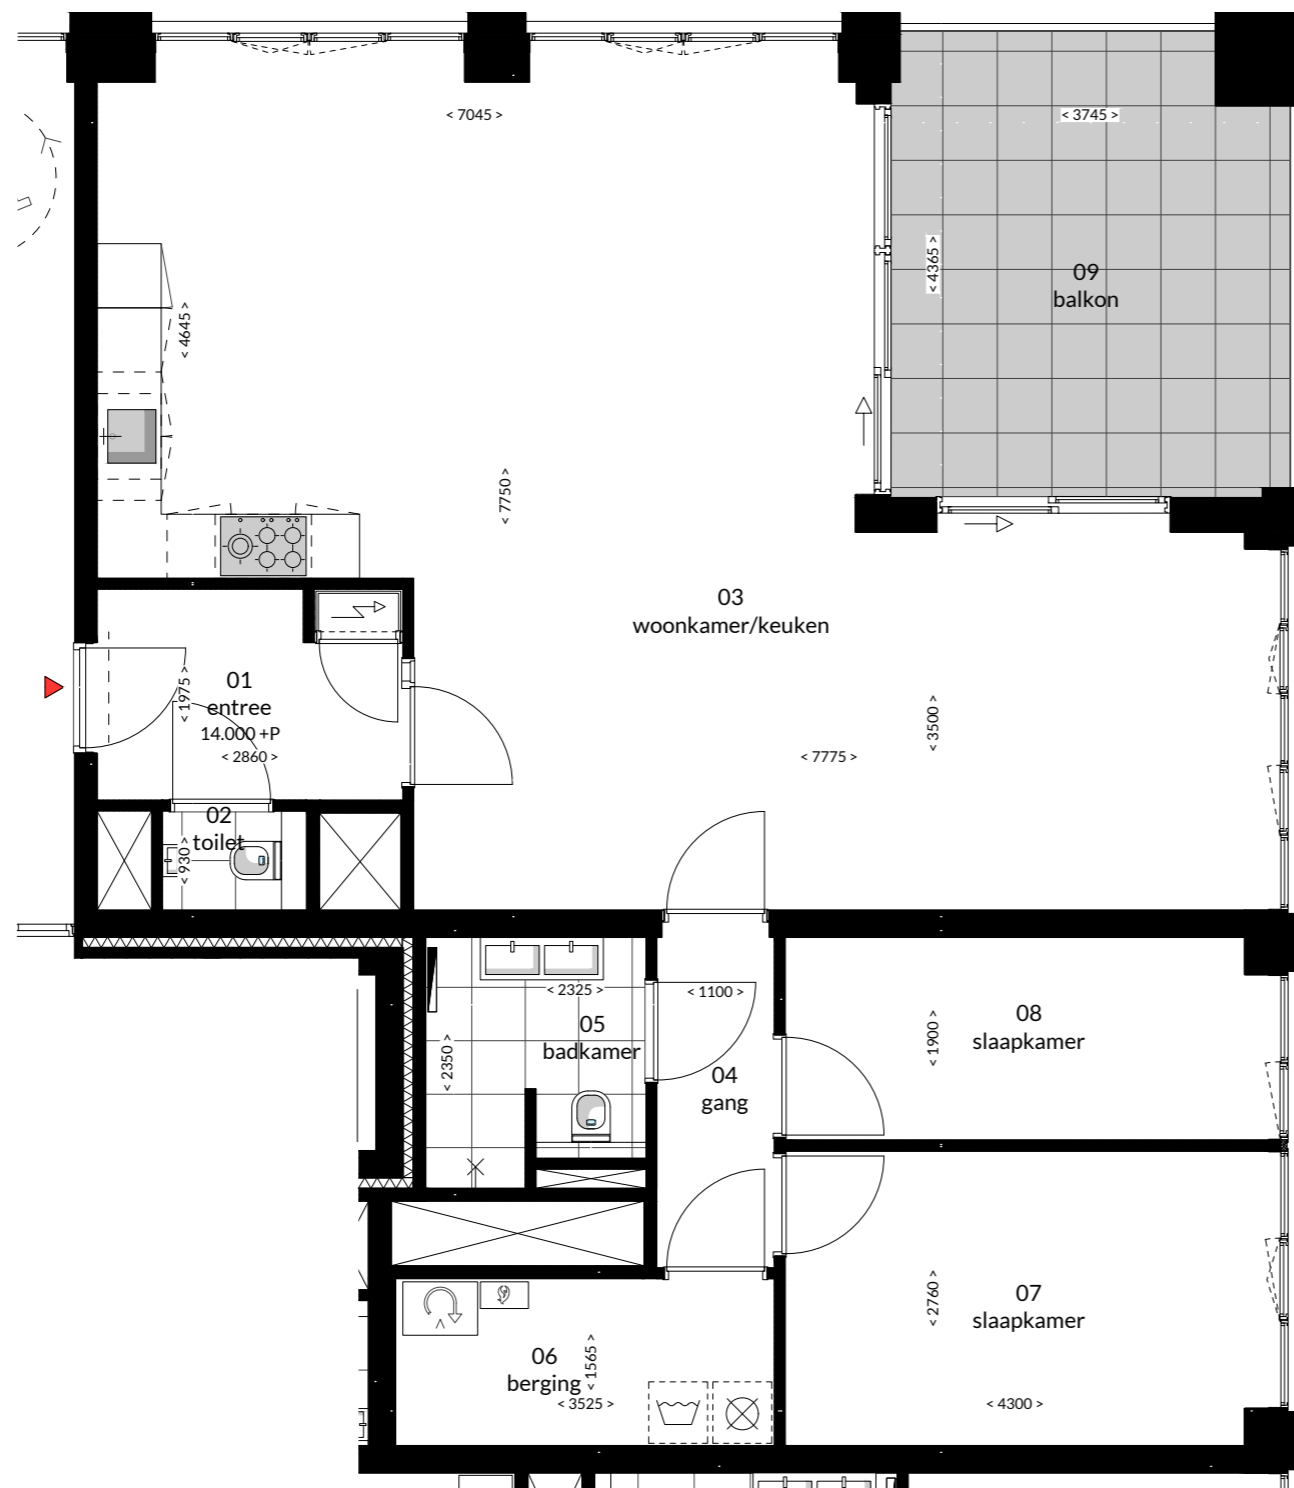 < 7045 >
< 3745 >
< 4365 >
09
balkon
< 4645 >
< 7750 >
03
woonkamer/keuken
01
entree
14.000 +P
< 2860 >
< 1975 >
< 3500 >
< 7775 >
02
toilet
< 930 >
< 2325 >
< 1100 >
05
badkamer
< 2350 >
04
gang
08
slaapkamer
< 1900 >
07
slaapkamer
< 2760 >
< 4300 >
06
berging
< 1565 >
< 3525 >